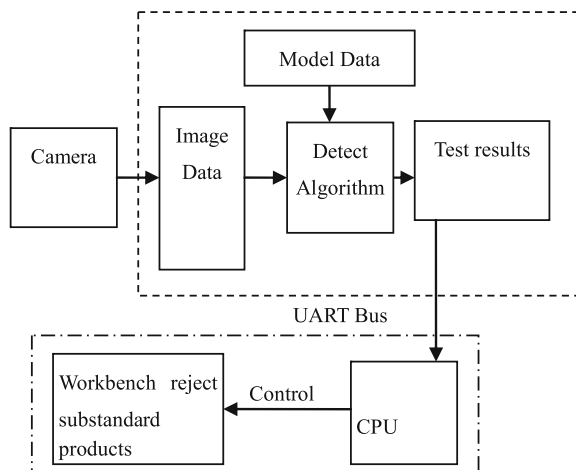 Model Data
Camera
Image
Data
Detect
Algorithm
Test results
UART Bus
Workbench reject
substandard
products
Control
CPU